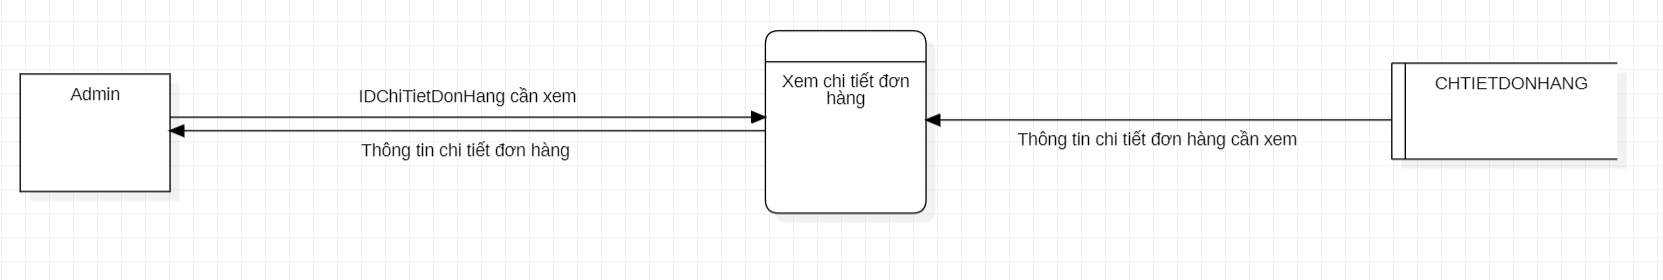 Admin
IDChiTietDonHang cần xem
Thông tin chi tiết đơn hàng
Xem chi tiết đơn
hàng
Thông tin chi tiết đơn hàng cần xem
CHTIETDONHANG